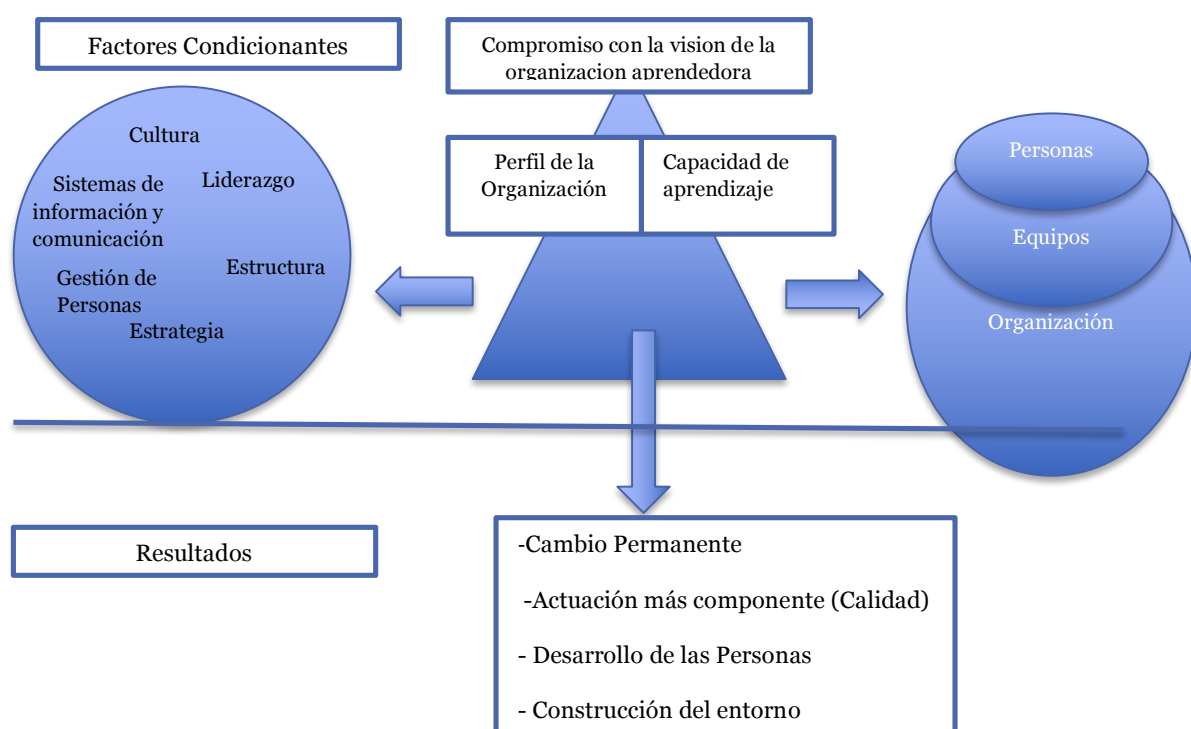 Factores Condicionantes
Compromiso con la vision de la
organizacion aprendedora
Cultura
Sistemas de
información y
comunicación
Liderazgo
Estructura
Gestión de
Personas
Estrategia
Perfil de la
Organización
Capacidad de
aprendizaje
Personas
Equipos
Organización
Resultados
-Cambio Permanente
-Actuación más componente (Calidad)
- Desarrollo de las Personas
- Construcción del entorno